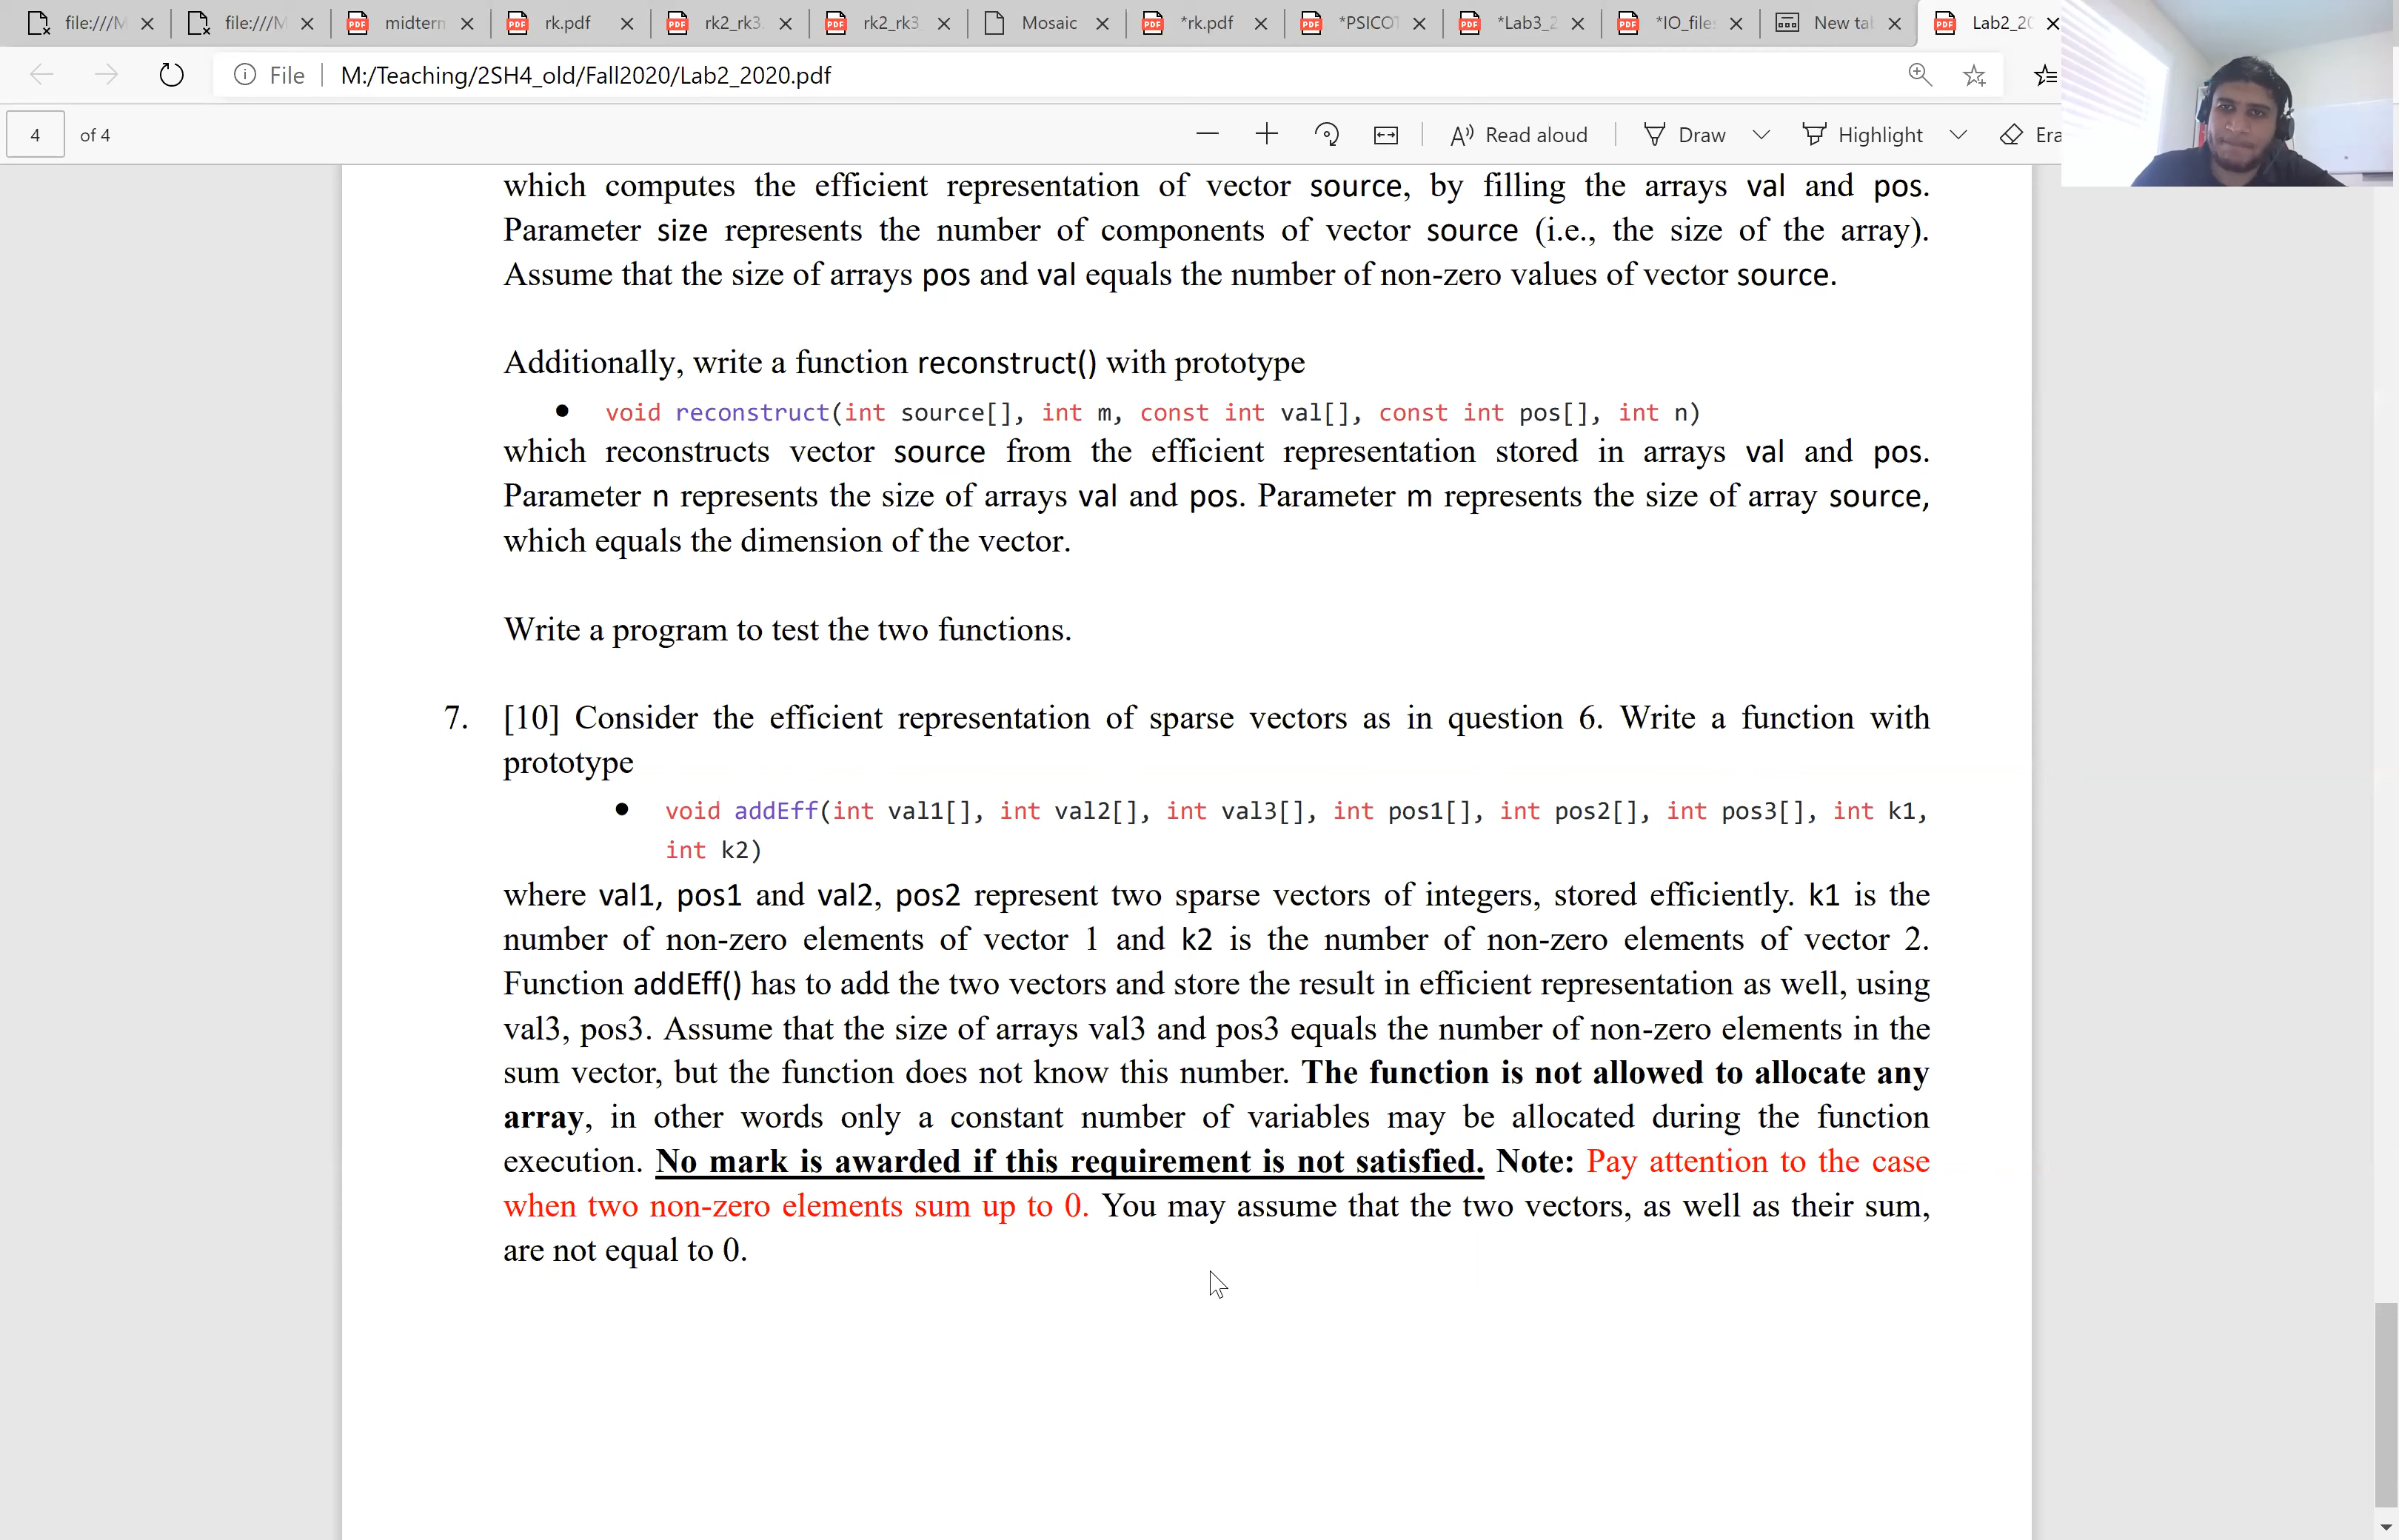 file:///M
file:///M
midterm
rk.pdf
rk2_rk3.
rk2_rk3
Mosaic
*rk.pdf
*PSICO
*Lab3_2
*IO_file
New ta
Lab2_20
File | M:/Teaching/2SH4_old/Fall2020/Lab2_2020.pdf
4 of 4
Read aloud
Draw
Highlight
Era
which computes the efficient representation of vector source, by filling the arrays val and pos.
Parameter size represents the number of components of vector source (i.e., the size of the array).
Assume that the size of arrays pos and val equals the number of non-zero values of vector source.
Additionally, write a function reconstruct() with prototype
● void reconstruct(int source[], int m, const int val[], const int pos[], int n)
which reconstructs vector source from the efficient representation stored in arrays val and pos.
Parameter n represents the size of arrays val and pos. Parameter m represents the size of array source,
which equals the dimension of the vector.
Write a program to test the two functions.
7. [10] Consider the efficient representation of sparse vectors as in question 6. Write a function with
prototype
● void addEff(int val1[], int val2[], int val3[], int pos1[], int pos2[], int pos3[], int k1,
int k2)
where val1, pos1 and val2, pos2 represent two sparse vectors of integers, stored efficiently. k1 is the
number of non-zero elements of vector 1 and k2 is the number of non-zero elements of vector 2.
Function addEff() has to add the two vectors and store the result in efficient representation as well, using
val3, pos3. Assume that the size of arrays val3 and pos3 equals the number of non-zero elements in the
sum vector, but the function does not know this number. The function is not allowed to allocate any
array, in other words only a constant number of variables may be allocated during the function
execution. No mark is awarded if this requirement is not satisfied. Note: Pay attention to the case
when two non-zero elements sum up to 0. You may assume that the two vectors, as well as their sum,
are not equal to 0.